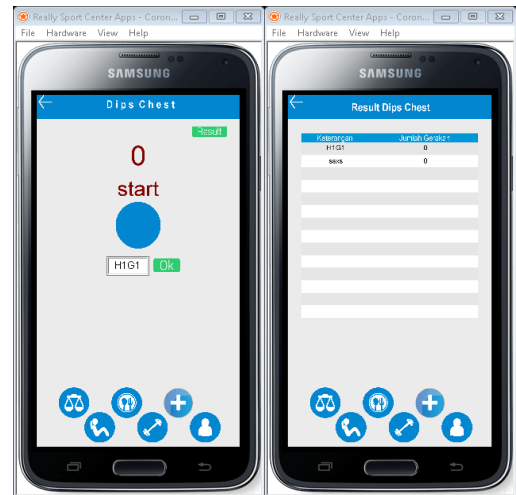 Really Sport Center Apps - Coron...
File Hardware View Help
SAMSUNG
Dips Chest
Result
0
start
H1G1 Ok
Really Sport Center Apps - Coron...
File Hardware View Help
SAMSUNG
Result Dips Chest
Keterangan Jumlah Gerakan
H1G1 0
saxs 0